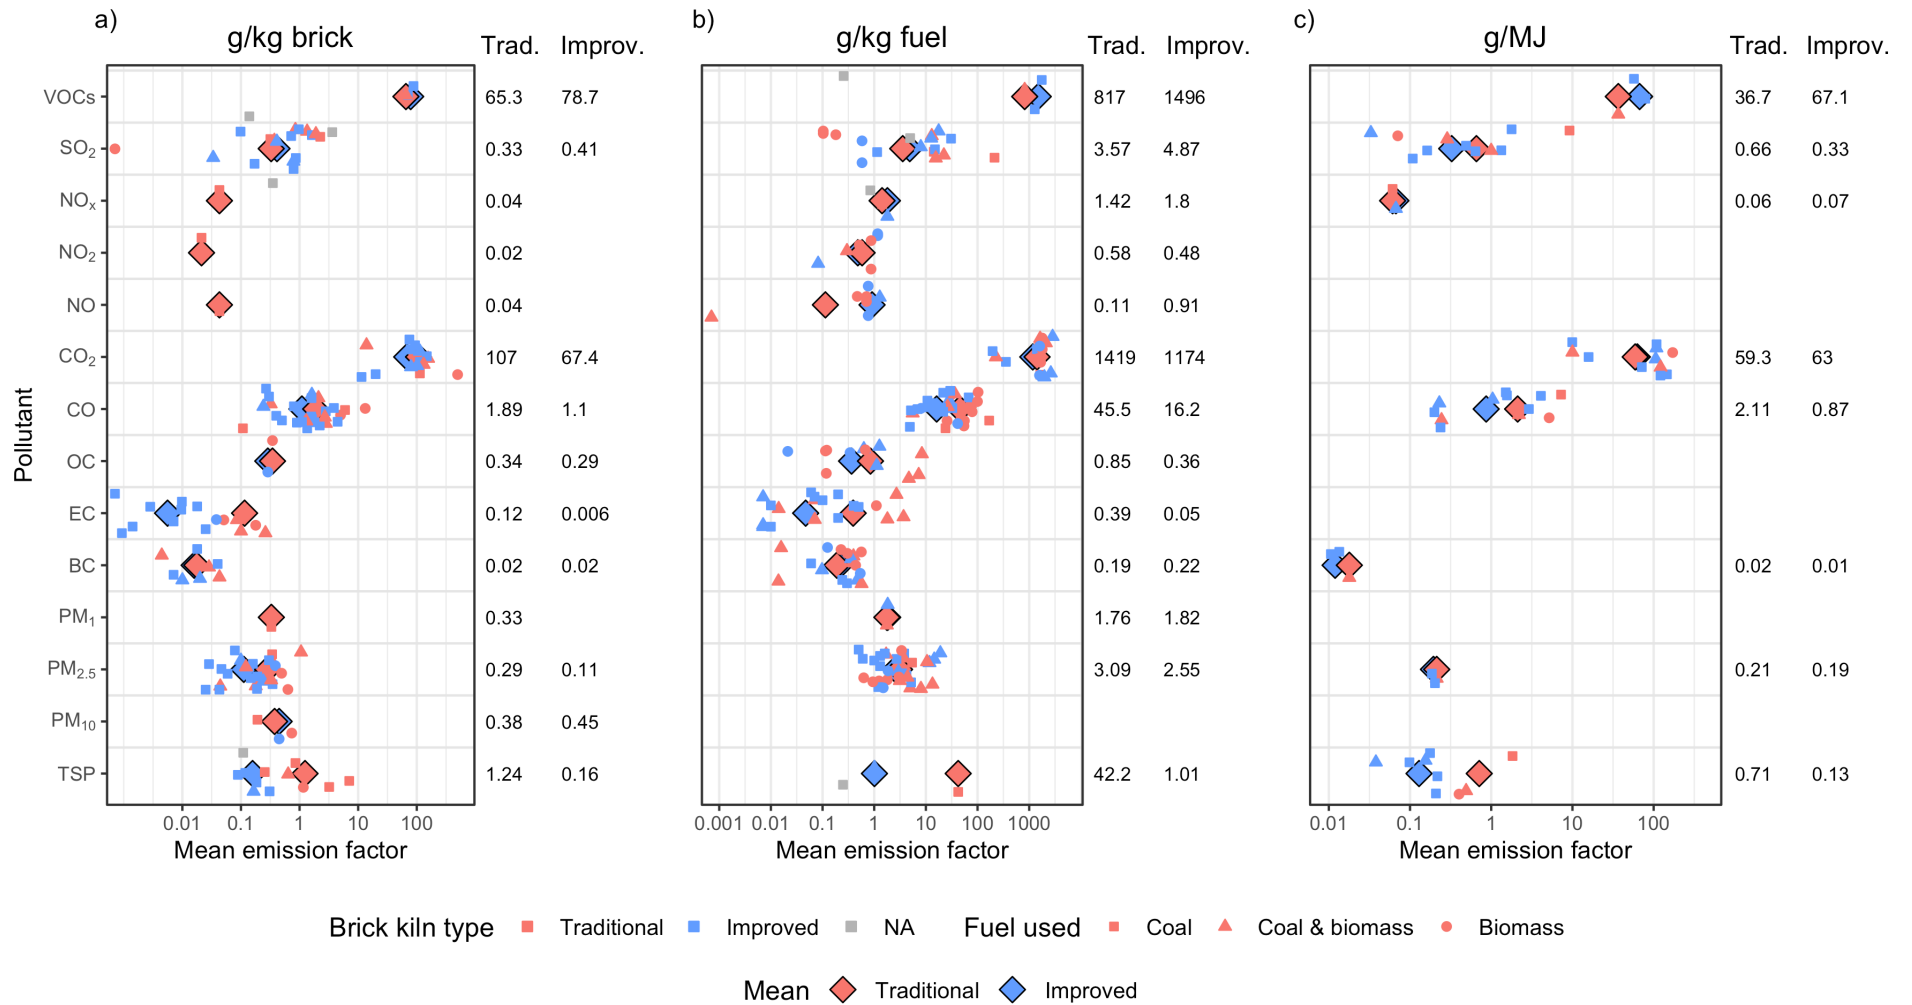 a) b) c)
g/kg brick g/kg fuel g/MJ
Trad. Improv. Trad. Improv. Trad. Improv.
VOCs 65.3 78.7 817 1496 36.7 67.1
SO2 0.33 0.41 3.57 4.87 0.66 0.33
NOx 0.04 1.42 1.8 0.06 0.07
NO2 0.02 0.58 0.48
NO 0.04 0.11 0.91
CO2 107 67.4 1419 1174 59.3 63
CO 1.89 1.1 45.5 16.2 2.11 0.87
OC 0.34 0.29 0.85 0.36
EC 0.12 0.006 0.39 0.05
BC 0.02 0.02 0.19 0.22 0.02 0.01
PM1 0.33 1.76 1.82
PM2.5 0.29 0.11 3.09 2.55 0.21 0.19
PM10 0.38 0.45
TSP 1.24 0.16 42.2 1.01 0.71 0.13
Pollutant
0.01 0.1 1 10 100 0.001 0.01 0.1 1 10 100 1000 0.01 0.1 1 10 100
Mean emission factor Mean emission factor Mean emission factor
Brick kiln type Traditional Improved NA Fuel used Coal Coal & biomass Biomass
Mean Traditional Improved